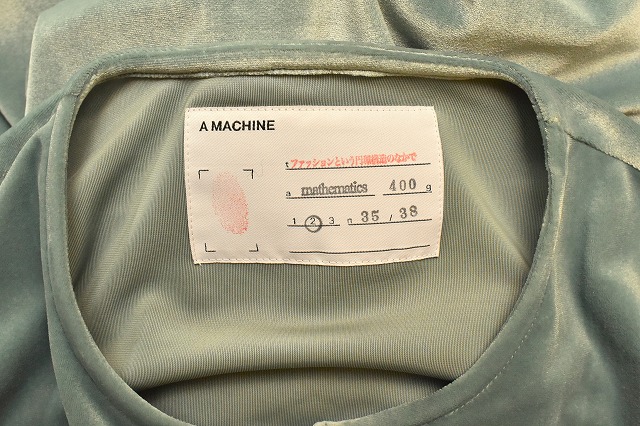 A MACHINE
t ファッションという円環構造のなかで
a mathematics 400 g
1 2 3 n 35 / 38